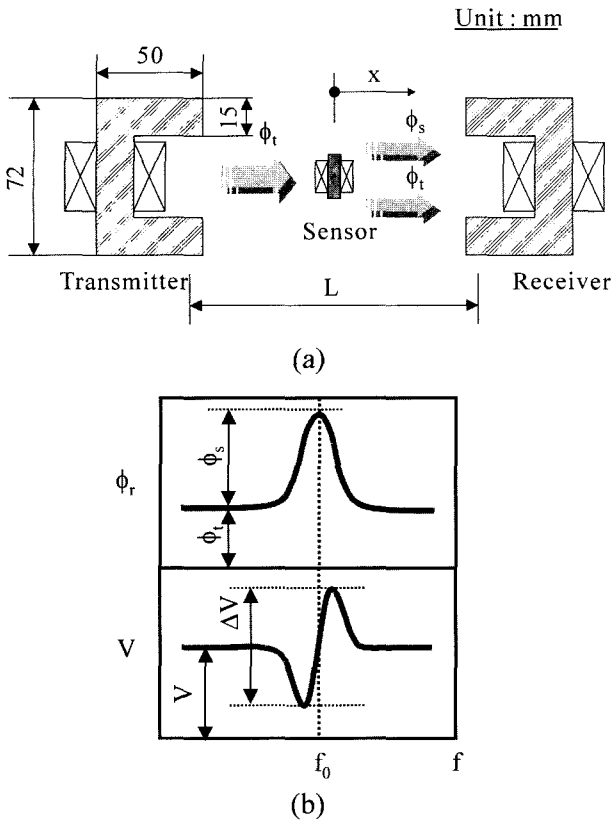 Unit : mm
50
x
15
ϕt
ϕs
72
ϕt
Sensor
Transmitter
L
Receiver
(a)
ϕs
ϕr
ϕt
ΔV
V
V
f0
f
(b)